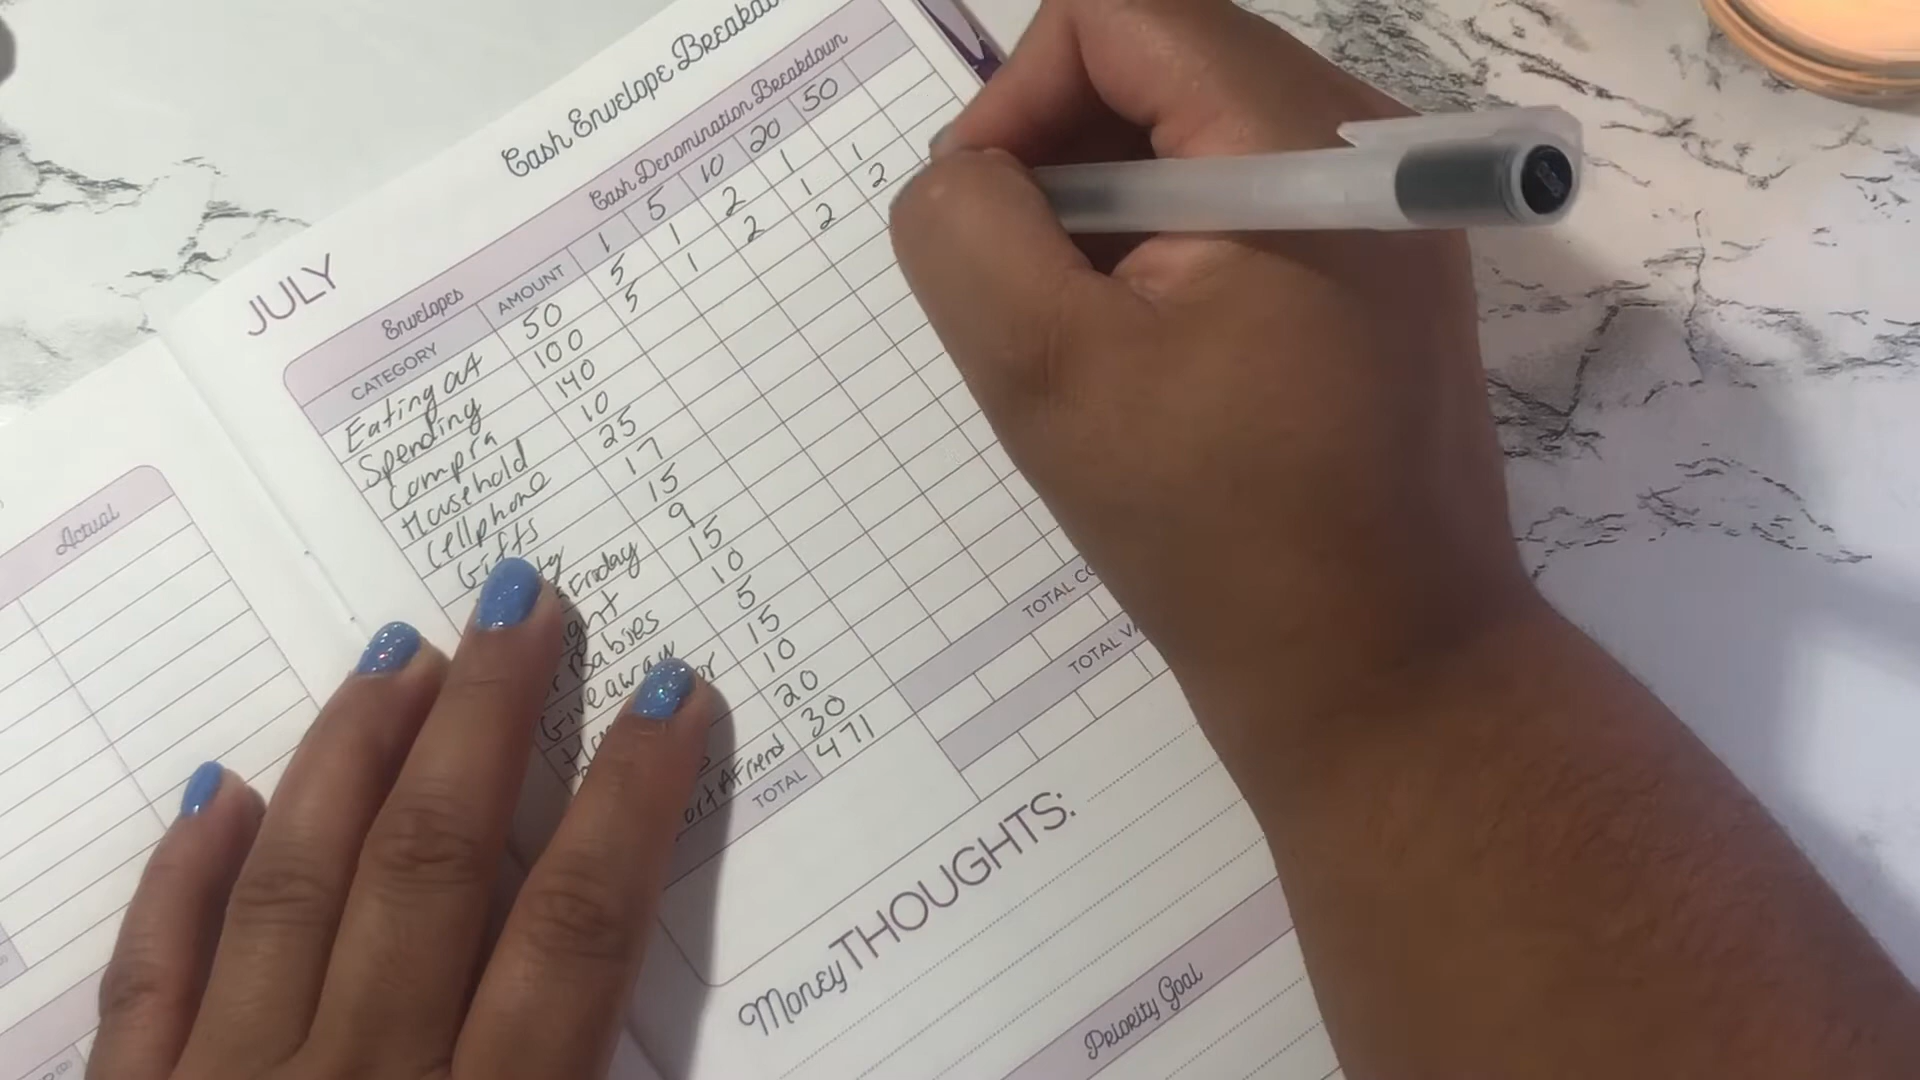 Cash Envelope
JULY
Envelopes Cash Denomination Breakdown
CATEGORY AMOUNT 1 5 10 20 50
Eating out 50 5 1 2 1
Spending 100 5 1 2 1 1
Compra 140 2 2
Household 10
Cellphone 25
Gifts 17
15
Friday 9
15
Babies 10
Giveaway 5
15
10
20
A Friend 30
TOTAL 471
TOTAL
TOTAL
Money THOUGHTS:
Priority Goal
Actual